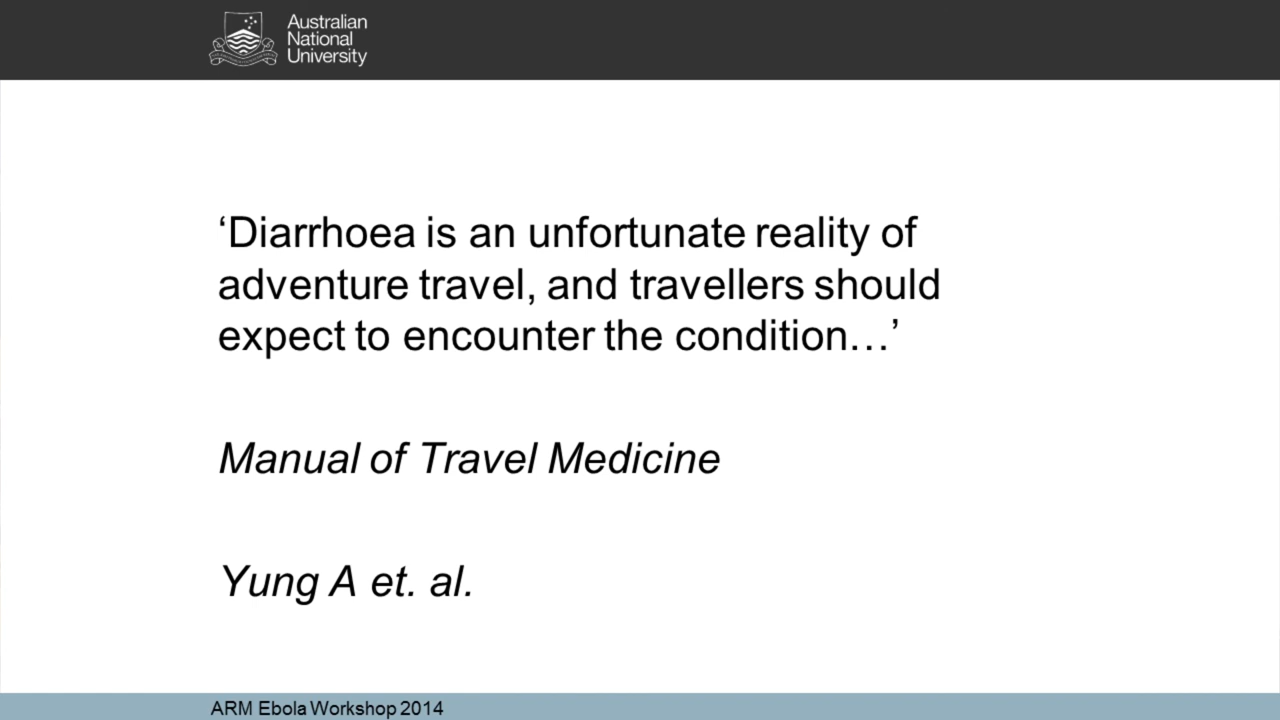 Australian
National
University
‘Diarrhoea is an unfortunate reality of
adventure travel, and travellers should
expect to encounter the condition…’
Manual of Travel Medicine
Yung A et. al.
ARM Ebola Workshop 2014